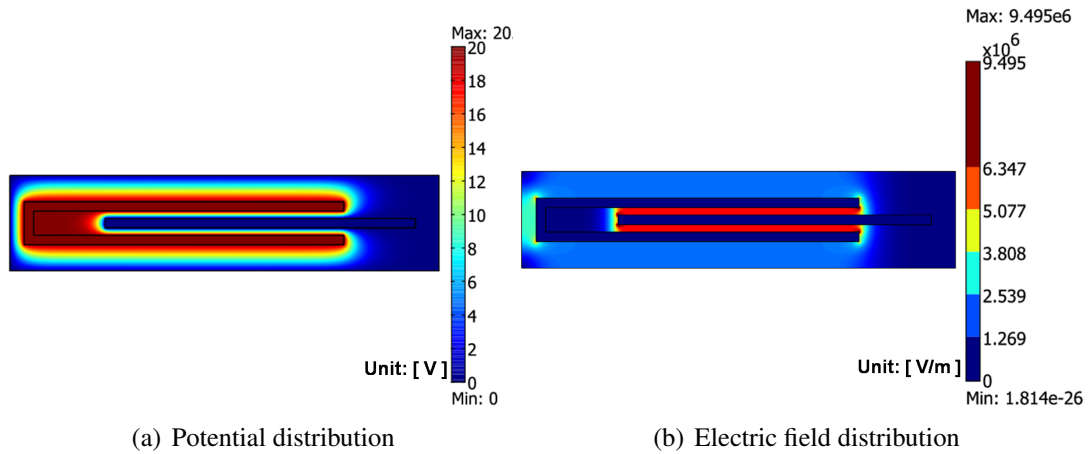 Max: 20.
20
18
16
14
12
10
8
6
4
2
0
Min: 0
Unit: [ V ]
(a) Potential distribution
Max: 9.495e6
x10^6
9.495
6.347
5.077
3.808
2.539
1.269
0
Min: 1.814e-26
Unit: [ V/m ]
(b) Electric field distribution